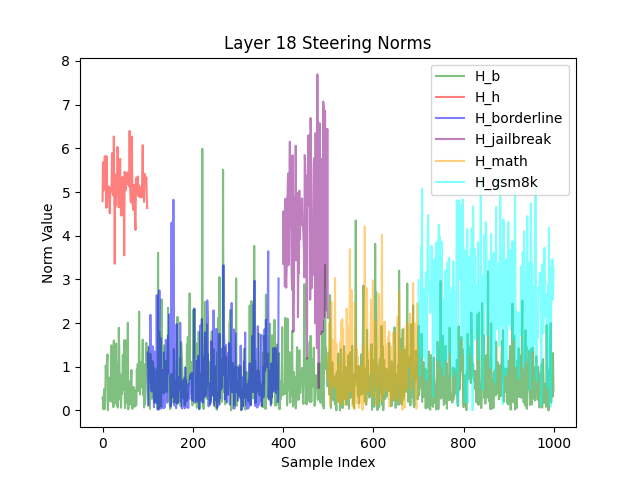 Layer 18 Steering Norms
H_b
H_h
H_borderline
H_jailbreak
H_math
H_gsm8k
Norm Value
8
7
6
5
4
3
2
1
0
0 200 400 600 800 1000
Sample Index